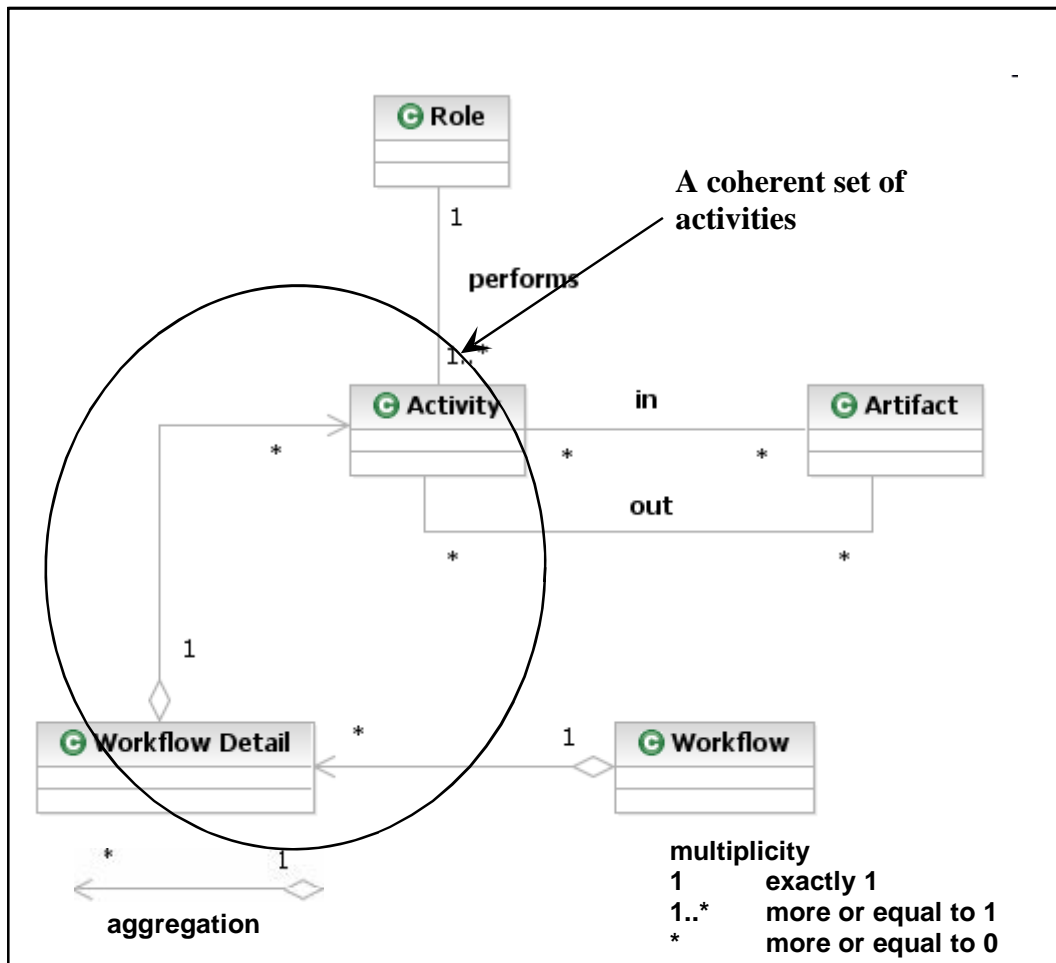 -
C Role
A coherent set of
activities
1
performs
1..*
C Activity
in
C Artifact
*
*
*
out
*
*
1
C Workflow Detail
*
1
C Workflow
*
1
aggregation
multiplicity
1 exactly 1
1..* more or equal to 1
* more or equal to 0